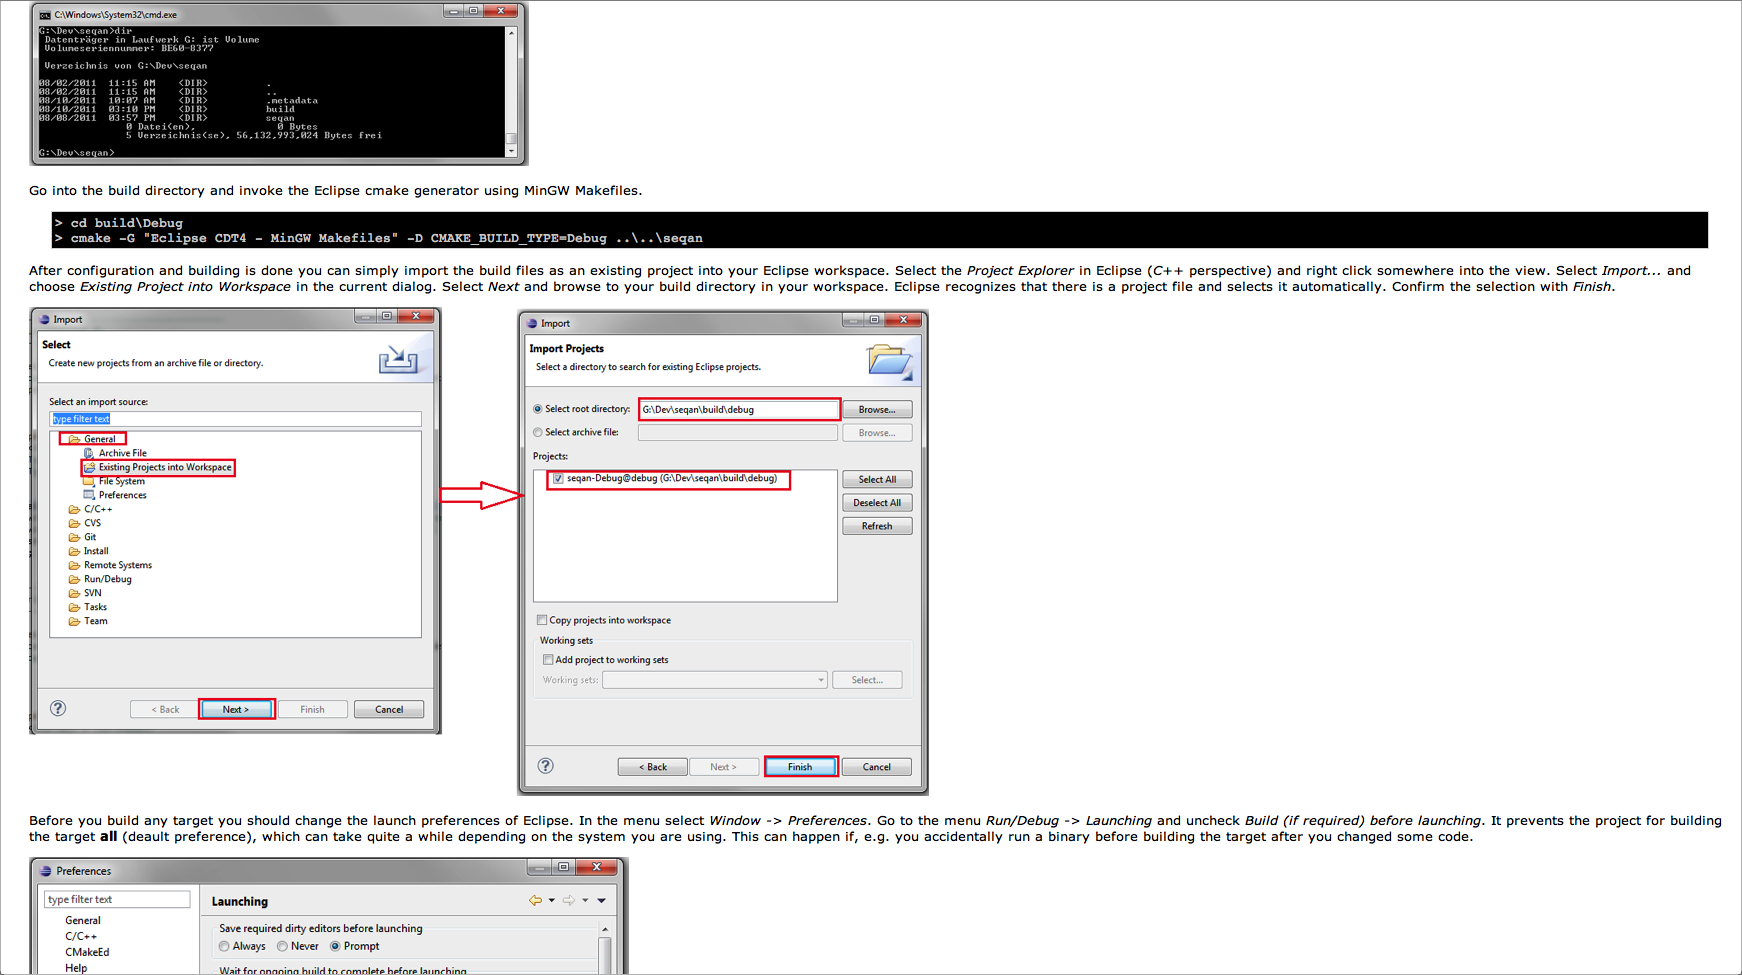 C:\Windows\System32\cmd.exe
G:\Dev\seqan>dir
Datenträger in Laufwerk G: ist Volume
Volumeseriennummer: BE60-8377
Verzeichnis von G:\Dev\seqan
08/02/2011 11:15 AM <DIR> .
08/02/2011 11:15 AM <DIR> ..
08/10/2011 10:07 AM <DIR> .metadata
08/10/2011 03:10 PM <DIR> build
08/08/2011 03:57 PM <DIR> seqan
0 Datei(en), 0 Bytes
5 Verzeichnis(se), 56,132,993,024 Bytes frei
G:\Dev\seqan>
Go into the build directory and invoke the Eclipse cmake generator using MinGW Makefiles.
> cd build\Debug
> cmake -G "Eclipse CDT4 - MinGW Makefiles" -D CMAKE_BUILD_TYPE=Debug ..\..\seqan
After configuration and building is done you can simply import the build files as an existing project into your Eclipse workspace. Select the Project Explorer in Eclipse (C++ perspective) and right click somewhere into the view. Select Import... and
choose Existing Project into Workspace in the current dialog. Select Next and browse to your build directory in your workspace. Eclipse recognizes that there is a project file and selects it automatically. Confirm the selection with Finish.
Import
Select
Create new projects from an archive file or directory.
Select an import source:
type filter text
General
Archive File
Existing Projects into Workspace
File System
Preferences
C/C++
CVS
Git
Install
Remote Systems
Run/Debug
SVN
Tasks
Team
< Back Next > Finish Cancel
Import
Import Projects
Select a directory to search for existing Eclipse projects.
Select root directory: G:\Dev\seqan\build\debug Browse...
Select archive file: Browse...
Projects:
seqan-Debug@debug (G:\Dev\seqan\build\debug)
Select All
Deselect All
Refresh
Copy projects into workspace
Working sets
Add project to working sets
Working sets: Select...
< Back Next > Finish Cancel
Before you build any target you should change the launch preferences of Eclipse. In the menu select Window -> Preferences. Go to the menu Run/Debug -> Launching and uncheck Build (if required) before launching. It prevents the project for building
the target all (deault preference), which can take quite a while depending on the system you are using. This can happen if, e.g. you accidentally run a binary before building the target after you changed some code.
Preferences
type filter text
General
C/C++
CMakeEd
Help
Launching
Save required dirty editors before launching
Always Never Prompt
Wait for ongoing build to complete before launching